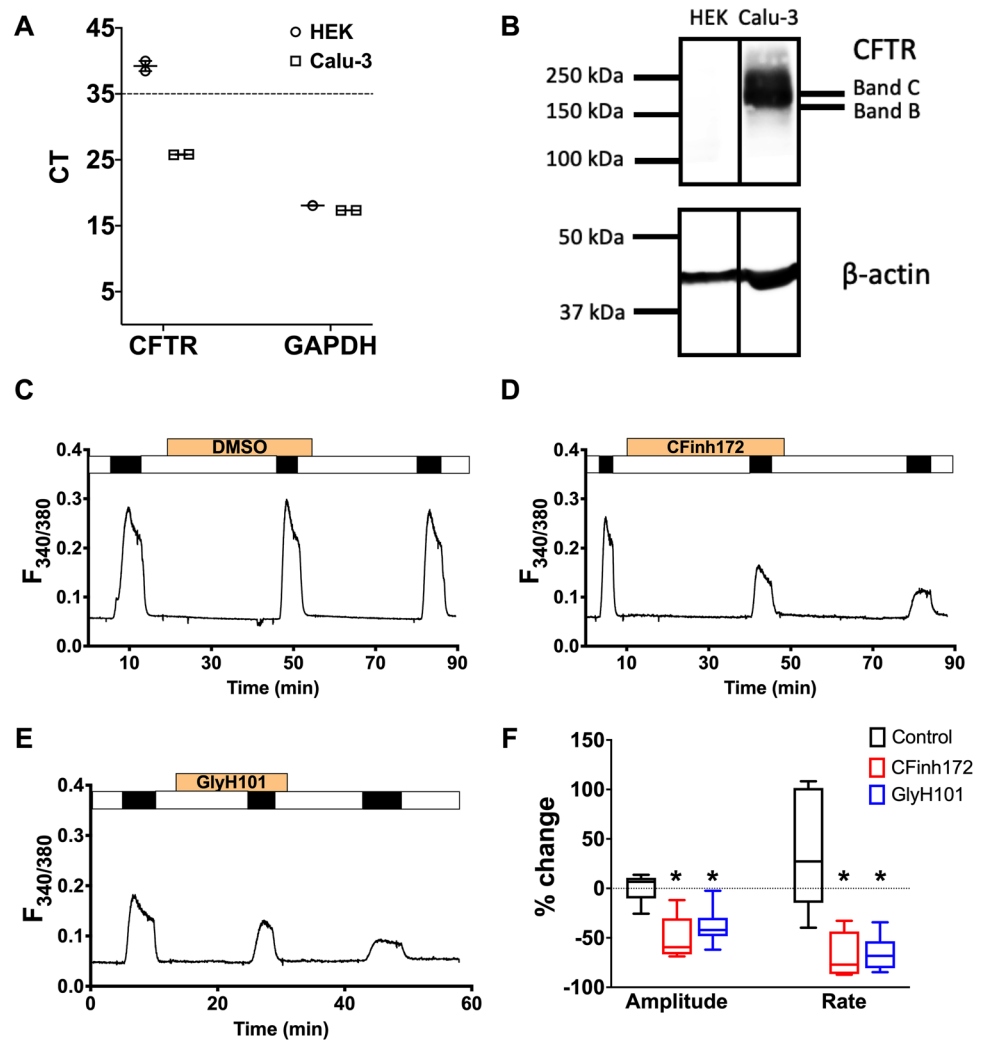 A
45
35
25
15
5
CT
HEK
Calu-3
CFTR GAPDH
B
HEK Calu-3
250 kDa
150 kDa
100 kDa
CFTR
Band C
Band B
50 kDa
37 kDa
β-actin
C
DMSO
0.4
0.3
0.2
0.1
0.0
F340/380
10 30 50 70 90
Time (min)
D
CFinh172
0.4
0.3
0.2
0.1
0.0
F340/380
10 30 50 70 90
Time (min)
E
GlyH101
0.4
0.3
0.2
0.1
0.0
F340/380
0 20 40 60
Time (min)
F
150
100
50
0
-50
-100
% change
Control
CFinh172
GlyH101
* * * *
Amplitude Rate